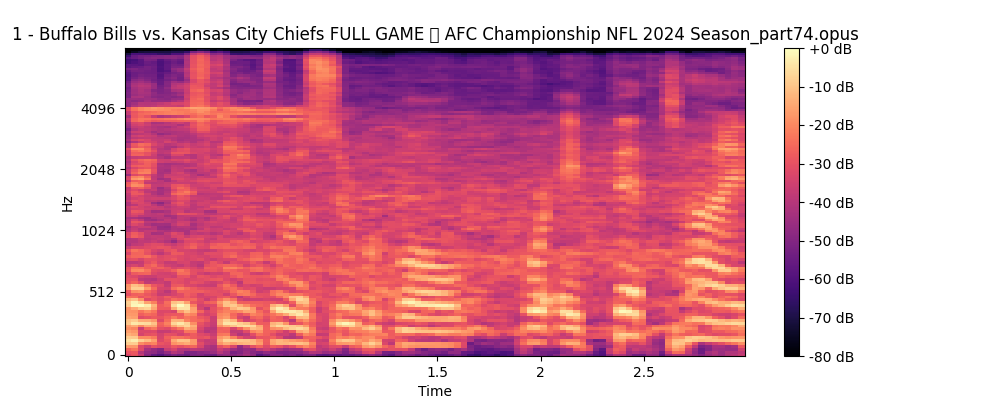 1 - Buffalo Bills vs. Kansas City Chiefs FULL GAME ▯ AFC Championship NFL 2024 Season_part74.opus
+0 dB
-10 dB
-20 dB
-30 dB
-40 dB
-50 dB
-60 dB
-70 dB
-80 dB
Hz
4096
2048
1024
512
0
0
0.5
1
1.5
2
2.5
Time